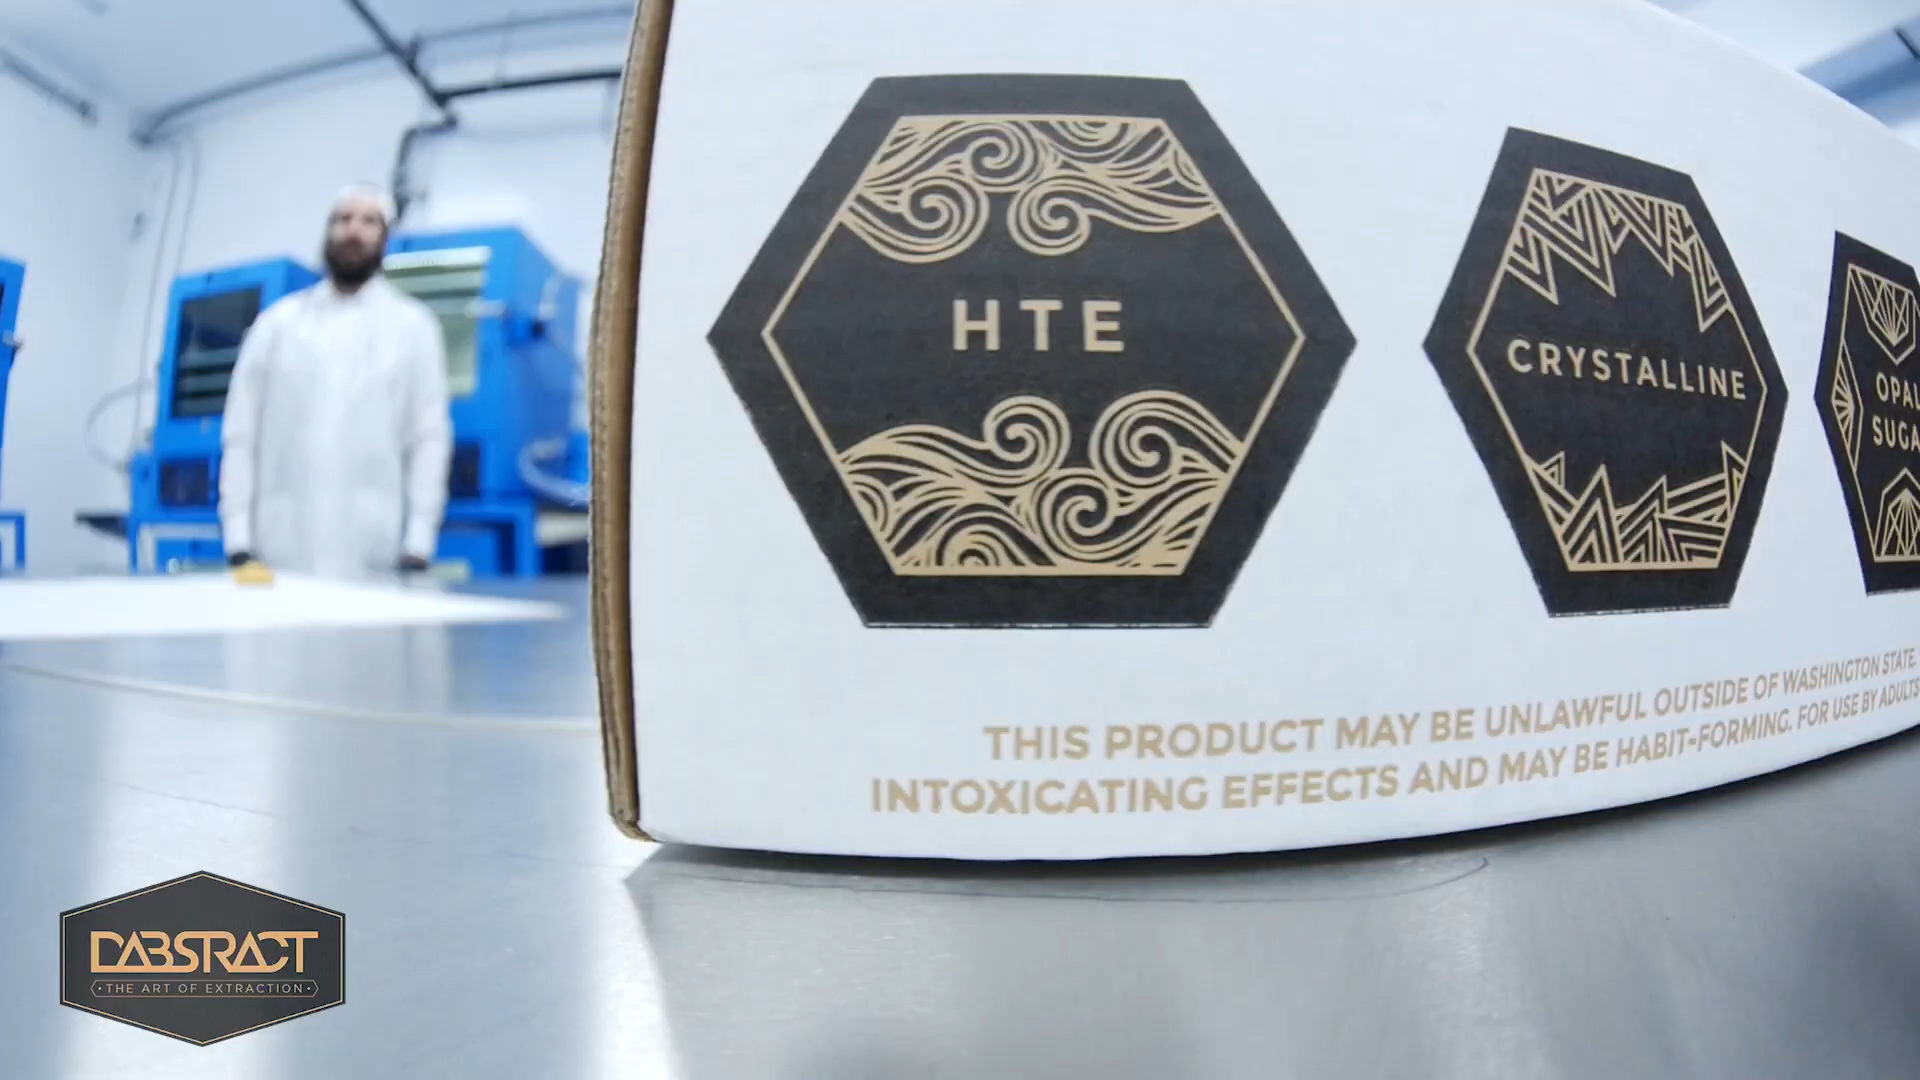 HTE
CRYSTALLINE
OPAL
THIS PRODUCT MAY BE UNLAWFUL OUTSIDE OF WASHINGTON STATE.
INTOXICATING EFFECTS AND MAY BE HABIT-FORMING. FOR USE BY ADULTS
DABSTRACT
• THE ART OF EXTRACTION •